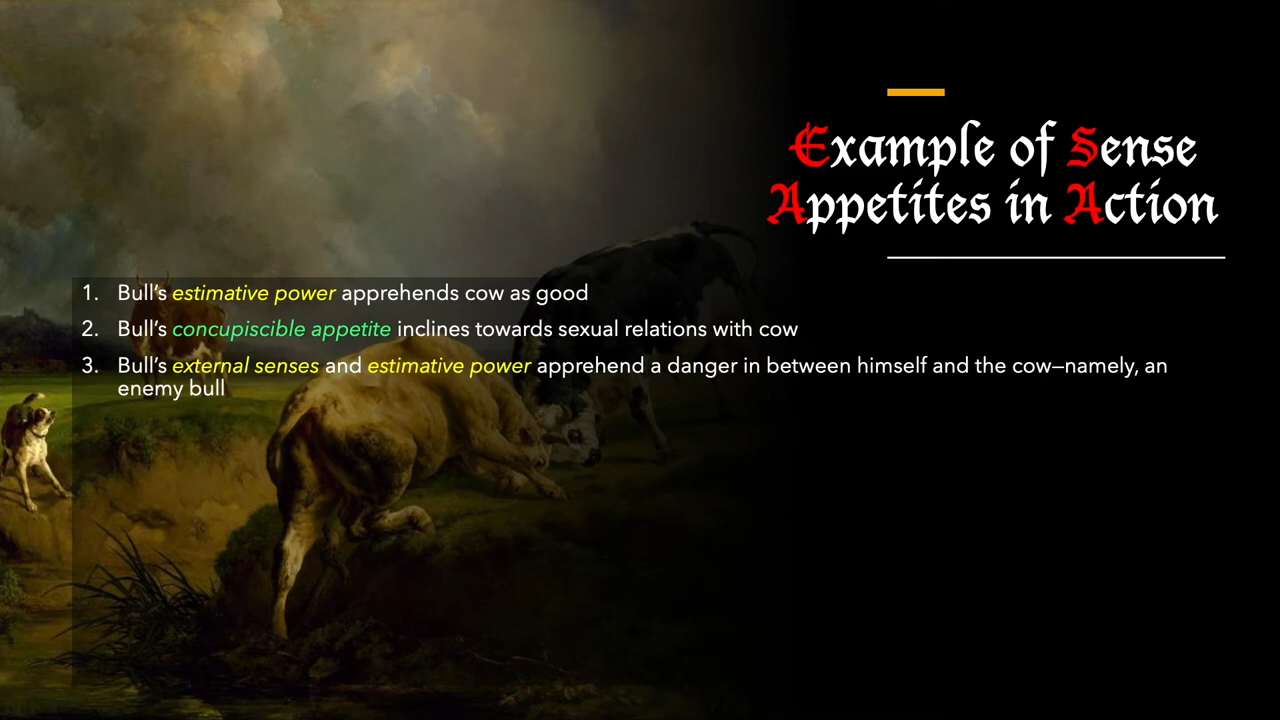 Example of Sense
Appetites in Action
1. Bull’s estimative power apprehends cow as good
2. Bull’s concupiscible appetite inclines towards sexual relations with cow
3. Bull’s external senses and estimative power apprehend a danger in between himself and the cow—namely, an
enemy bull